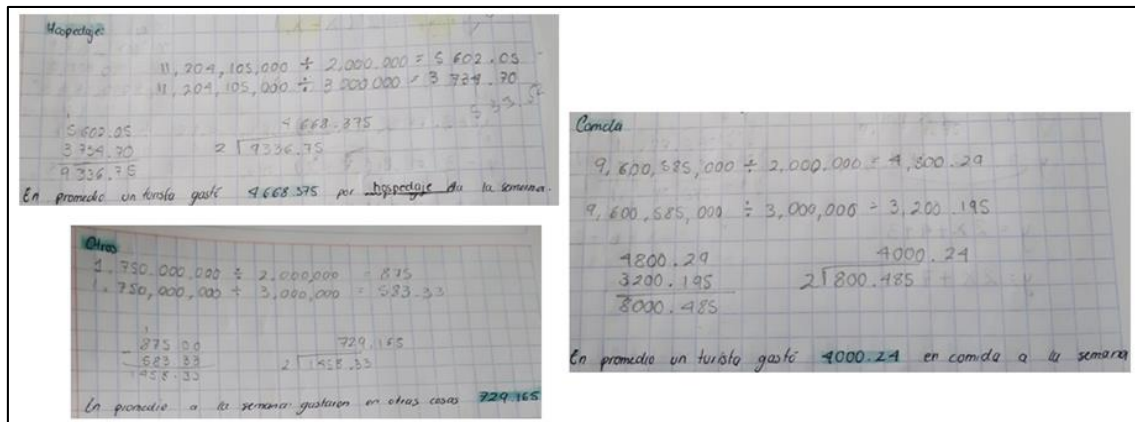 Hospedaje:
11, 204, 105,000 ÷ 2,000.000 = 5 602.05
11, 204, 105,000 ÷ 3 000 000 = 3 734.70
5 602.05
3 734.70
9 336.75
4 668.375
2 9336.75
En promedio un turista gastó 4 668.375 por hospedaje a la semana.
Otros
1.750.000.000 ÷ 2.000,000 = 875
1.750,000,000 ÷ 3,000,000 = 583.33
875.00
583.33
1458.33
729.165
2 1458.33
En promedio a la semana gastaron en otras cosas 729.165
Comida
9,600,585,000 ÷ 2,000.000 = 4,800.29
9,600,585,000 ÷ 3,000,000 = 3,200.195
4800.29
3200.195
8000.485
4000.24
2 800.485
En promedio un turista gastó 4000.24 en comida a la semana